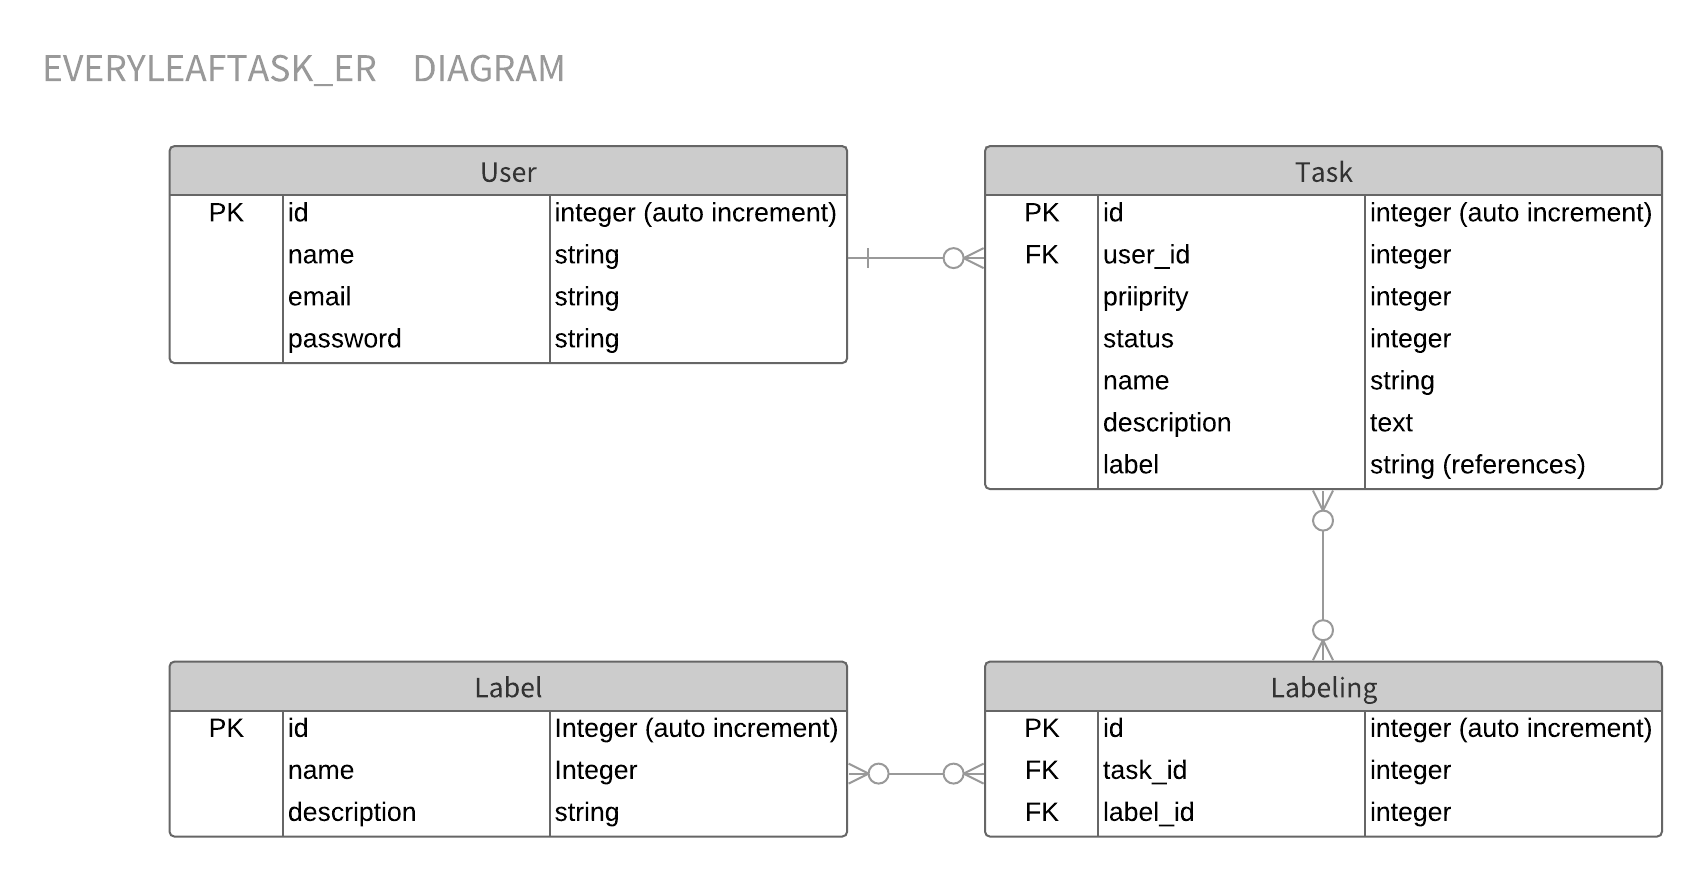 EVERYLEAFTASK_ER DIAGRAM
User
PK id integer (auto increment)
name string
email string
password string
Task
PK id integer (auto increment)
FK user_id integer
priiprity integer
status integer
name string
description text
label string (references)
Label
PK id Integer (auto increment)
name Integer
description string
Labeling
PK id integer (auto increment)
FK task_id integer
FK label_id integer